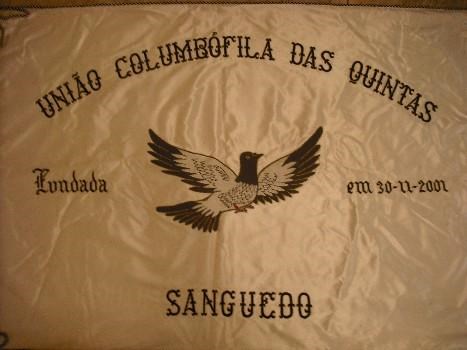 UNIÃO COLUMBÓFILA DAS QUINTAS
Fundada em 30-11-2001
SANGUEDO